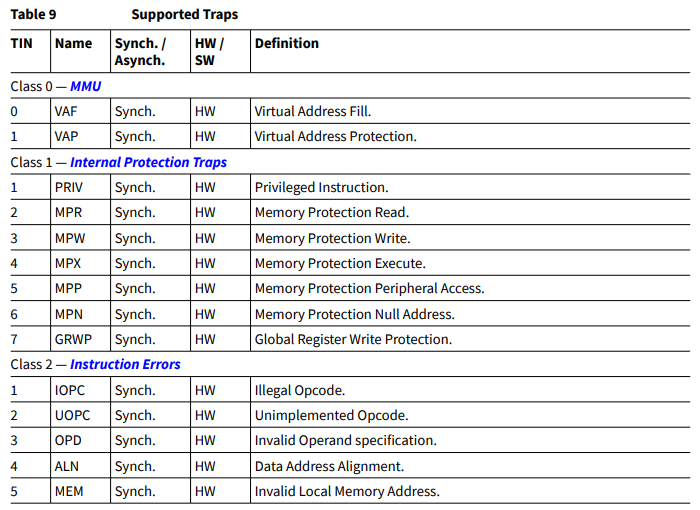 Table 9 Supported Traps
TIN Name Synch. / Asynch. HW / SW Definition
Class 0 — MMU
0 VAF Synch. HW Virtual Address Fill.
1 VAP Synch. HW Virtual Address Protection.
Class 1 — Internal Protection Traps
1 PRIV Synch. HW Privileged Instruction.
2 MPR Synch. HW Memory Protection Read.
3 MPW Synch. HW Memory Protection Write.
4 MPX Synch. HW Memory Protection Execute.
5 MPP Synch. HW Memory Protection Peripheral Access.
6 MPN Synch. HW Memory Protection Null Address.
7 GRWP Synch. HW Global Register Write Protection.
Class 2 — Instruction Errors
1 IOPC Synch. HW Illegal Opcode.
2 UOPC Synch. HW Unimplemented Opcode.
3 OPD Synch. HW Invalid Operand specification.
4 ALN Synch. HW Data Address Alignment.
5 MEM Synch. HW Invalid Local Memory Address.